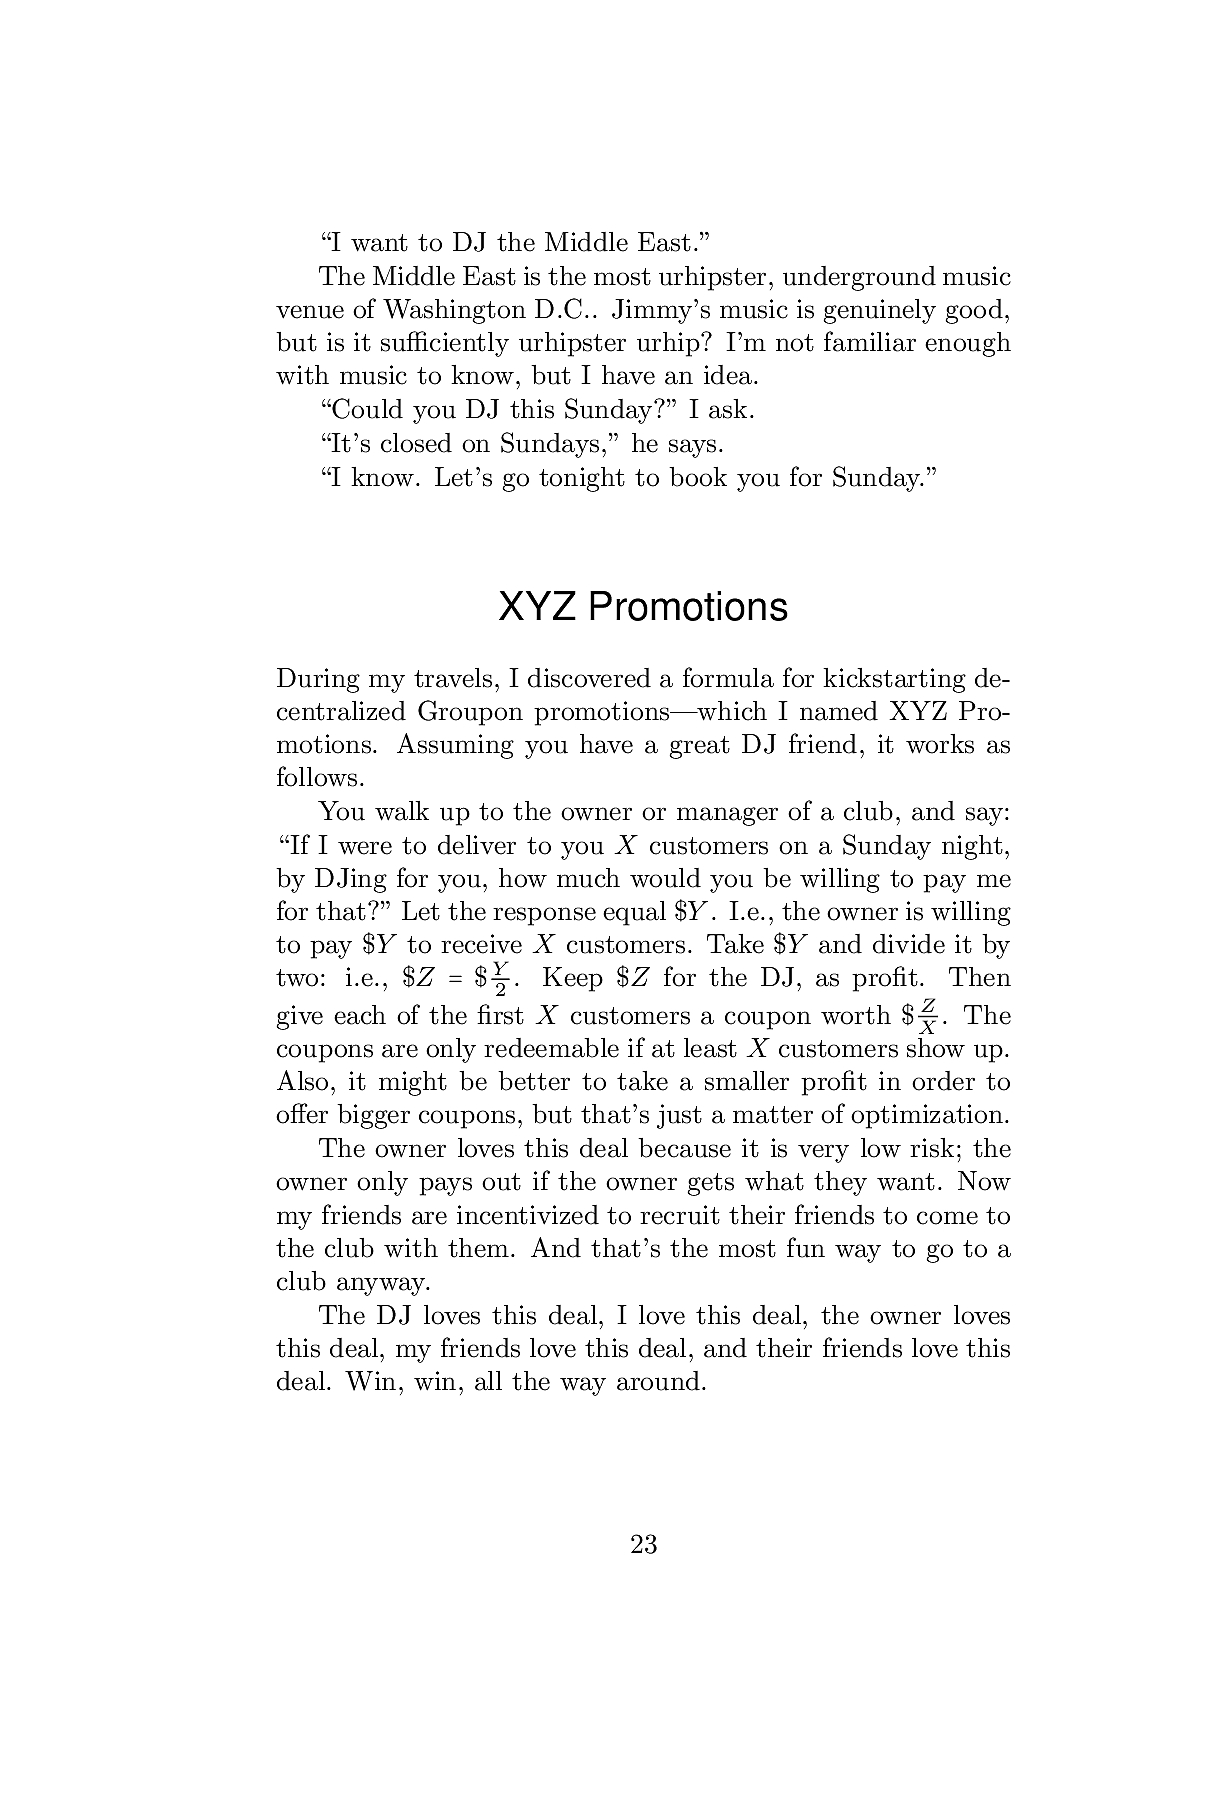 “I want to DJ the Middle East.”
The Middle East is the most urhipster, underground music
venue of Washington D.C.. Jimmy’s music is genuinely good,
but is it sufficiently urhipster urhip? I’m not familiar enough
with music to know, but I have an idea.
“Could you DJ this Sunday?” I ask.
“It’s closed on Sundays,” he says.
“I know. Let’s go tonight to book you for Sunday.”
XYZ Promotions
During my travels, I discovered a formula for kickstarting de-
centralized Groupon promotions—which I named XYZ Pro-
motions. Assuming you have a great DJ friend, it works as
follows.
You walk up to the owner or manager of a club, and say:
“If I were to deliver to you X customers on a Sunday night,
by DJing for you, how much would you be willing to pay me
for that?” Let the response equal $Y. I.e., the owner is willing
to pay $Y to receive X customers. Take $Y and divide it by
two: i.e., $Z = $Y/2. Keep $Z for the DJ, as profit. Then
give each of the first X customers a coupon worth $Z/X. The
coupons are only redeemable if at least X customers show up.
Also, it might be better to take a smaller profit in order to
offer bigger coupons, but that’s just a matter of optimization.
The owner loves this deal because it is very low risk; the
owner only pays out if the owner gets what they want. Now
my friends are incentivized to recruit their friends to come to
the club with them. And that’s the most fun way to go to a
club anyway.
The DJ loves this deal, I love this deal, the owner loves
this deal, my friends love this deal, and their friends love this
deal. Win, win, all the way around.
23